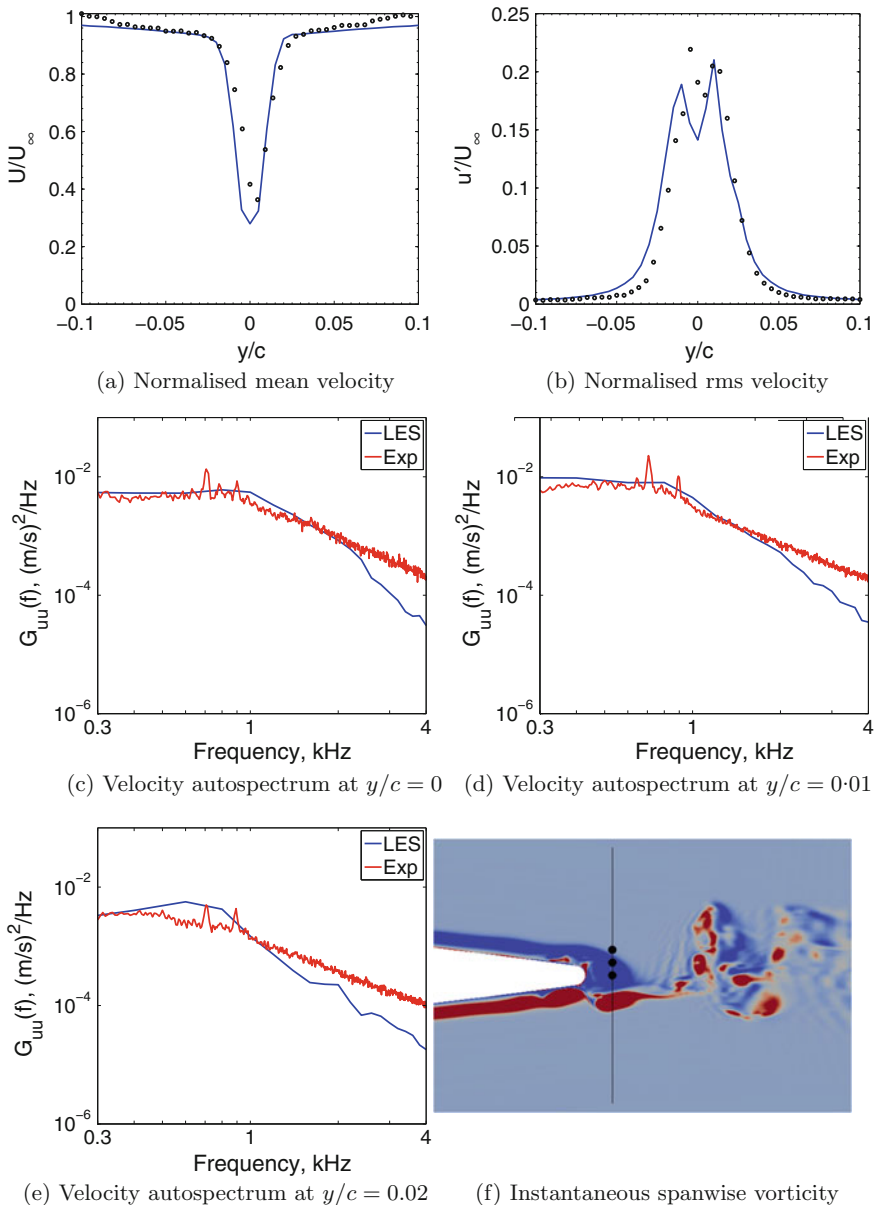 1
0.8
0.6
0.4
0.2
0
U/U∞
−0.1 −0.05 0 0.05 0.1
y/c
(a) Normalised mean velocity
0.25
0.2
0.15
0.1
0.05
0
u′/U∞
−0.1 −0.05 0 0.05 0.1
y/c
(b) Normalised rms velocity
LES
Exp
10⁻²
10⁻⁴
10⁻⁶
G_uu(f), (m/s)²/Hz
0.3 1 4
Frequency, kHz
(c) Velocity autospectrum at y/c = 0
LES
Exp
10⁻²
10⁻⁴
10⁻⁶
G_uu(f), (m/s)²/Hz
0.3 1 4
Frequency, kHz
(d) Velocity autospectrum at y/c = 0·01
LES
Exp
10⁻²
10⁻⁴
10⁻⁶
G_uu(f), (m/s)²/Hz
0.3 1 4
Frequency, kHz
(e) Velocity autospectrum at y/c = 0.02
(f) Instantaneous spanwise vorticity